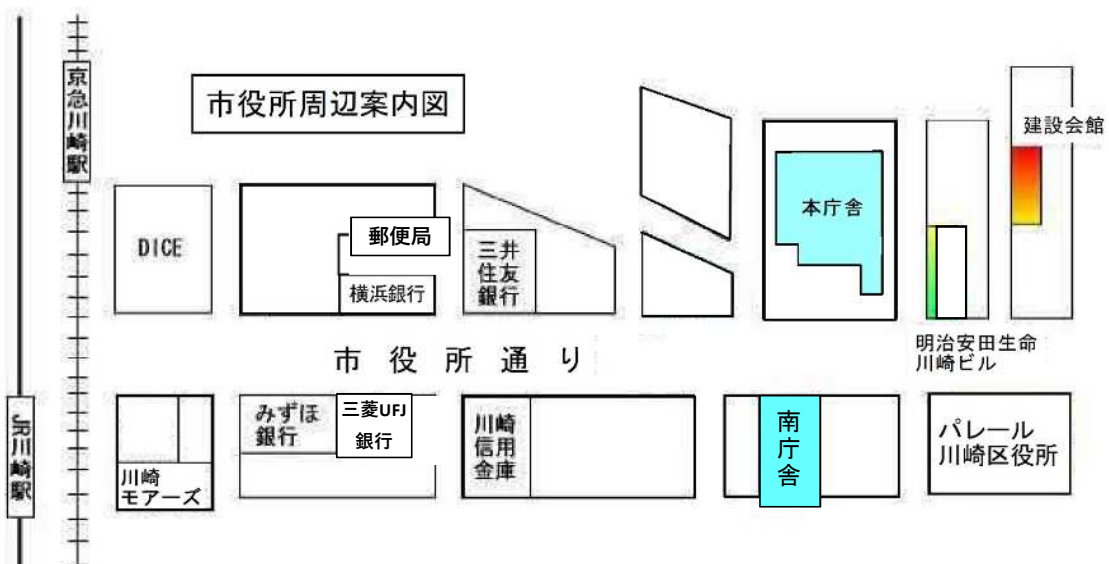 市役所周辺案内図
京急川崎駅
建設会館
本庁舎
DICE
郵便局
横浜銀行
三井
住友
銀行
明治安田生命
川崎ビル
市役所通り
JR川崎駅
川崎
モアーズ
みずほ
銀行
三菱UFJ
銀行
川崎
信用
金庫
南庁舎
パレール
川崎区役所